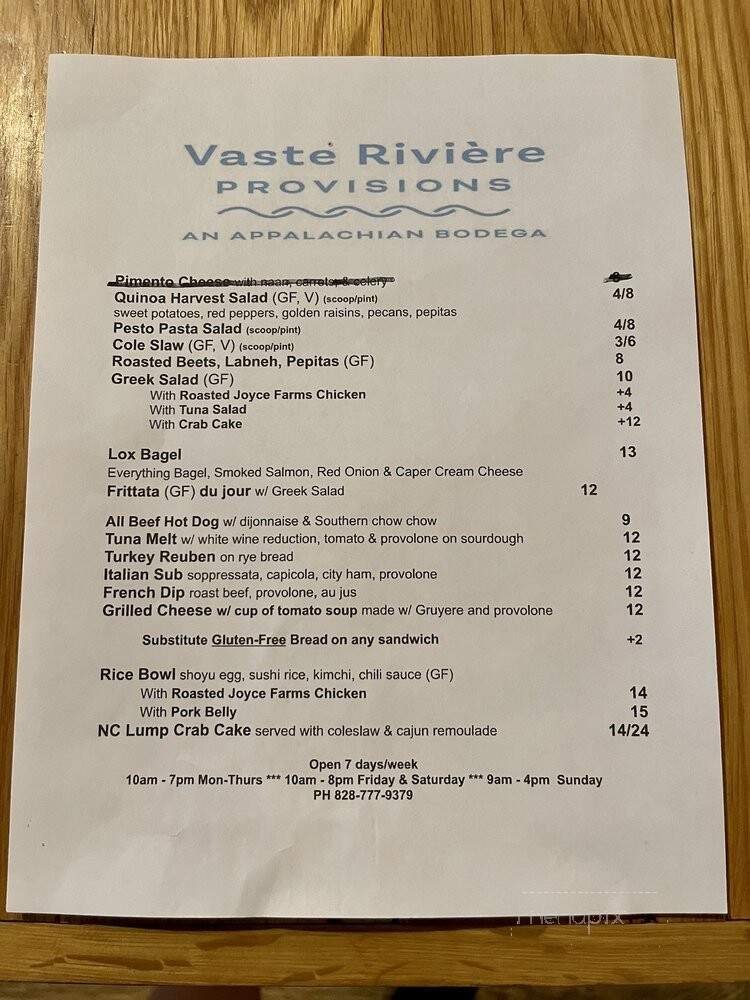 Vaste Rivière
PROVISIONS
AN APPALACHIAN BODEGA
Pimento Cheese with naan, carrots & celery 8
Quinoa Harvest Salad (GF, V) (scoop/pint) 4/8
sweet potatoes, red peppers, golden raisins, pecans, pepitas
Pesto Pasta Salad (scoop/pint) 4/8
Cole Slaw (GF, V) (scoop/pint) 3/6
Roasted Beets, Labneh, Pepitas (GF) 8
Greek Salad (GF) 10
With Roasted Joyce Farms Chicken +4
With Tuna Salad +4
With Crab Cake +12
Lox Bagel 13
Everything Bagel, Smoked Salmon, Red Onion & Caper Cream Cheese
Frittata (GF) du jour w/ Greek Salad 12
All Beef Hot Dog w/ dijonnaise & Southern chow chow 9
Tuna Melt w/ white wine reduction, tomato & provolone on sourdough 12
Turkey Reuben on rye bread 12
Italian Sub soppressata, capicola, city ham, provolone 12
French Dip roast beef, provolone, au jus 12
Grilled Cheese w/ cup of tomato soup made w/ Gruyere and provolone 12
Substitute Gluten-Free Bread on any sandwich +2
Rice Bowl shoyu egg, sushi rice, kimchi, chili sauce (GF)
With Roasted Joyce Farms Chicken 14
With Pork Belly 15
NC Lump Crab Cake served with coleslaw & cajun remoulade 14/24
Open 7 days/week
10am - 7pm Mon-Thurs *** 10am - 8pm Friday & Saturday *** 9am - 4pm Sunday
PH 828-777-9379
menupix